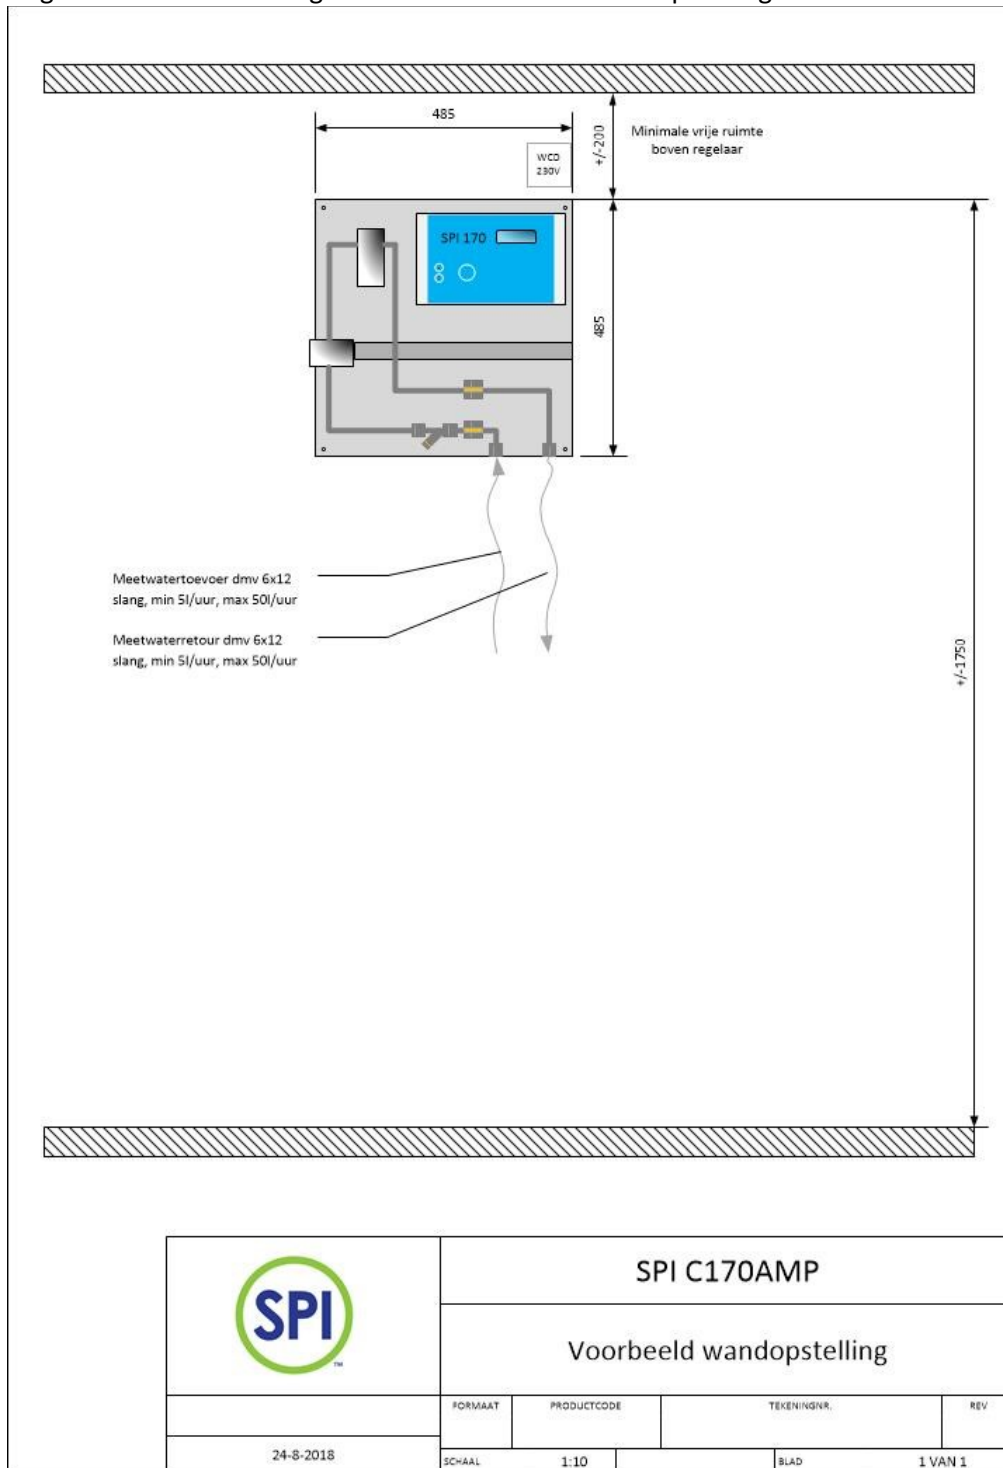 485
+/-200
Minimale vrije ruimte
boven regelaar
WCD
230V
SPI 170
485
Meetwatertoevoer dmv 6x12
slang, min 5l/uur, max 50l/uur
Meetwaterretour dmv 6x12
slang, min 5l/uur, max 50l/uur
+/-1750
SPI
TM
SPI C170AMP
Voorbeeld wandopstelling
FORMAAT
PRODUCTCODE
TEKENINGNR.
REV
24-8-2018
SCHAAL
1:10
BLAD
1 VAN 1